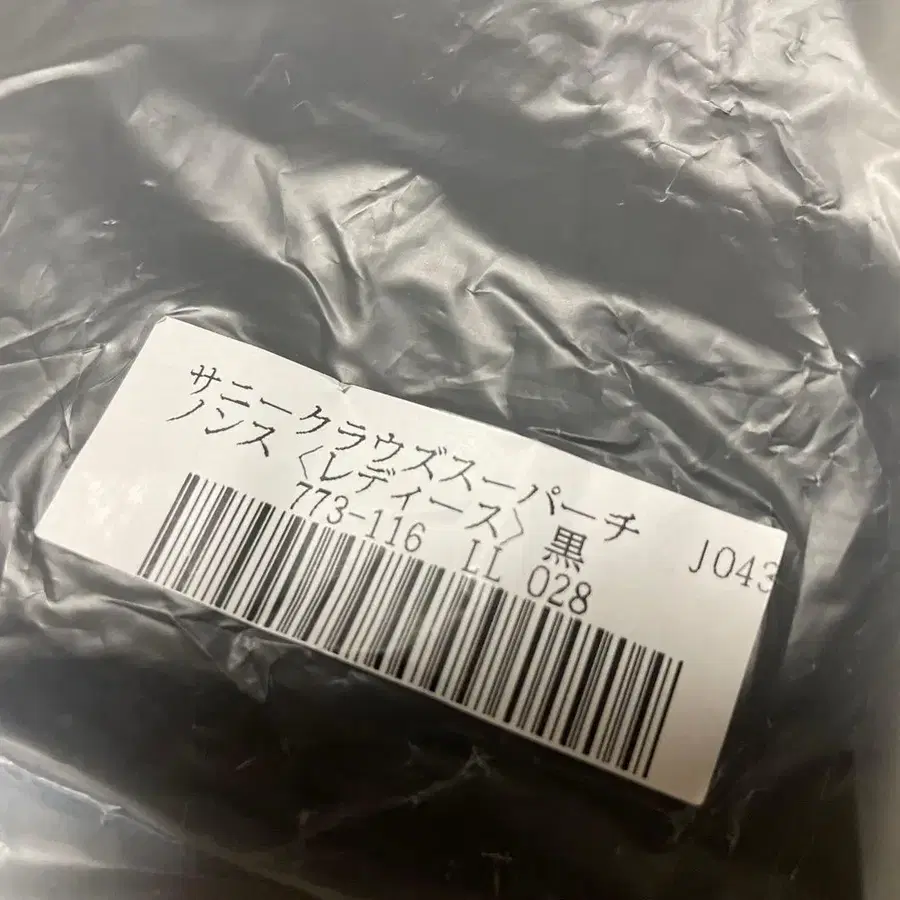 サニークラウズスーパーチ
ノンス〈レディース〉黒
773-116 LL 028
J043